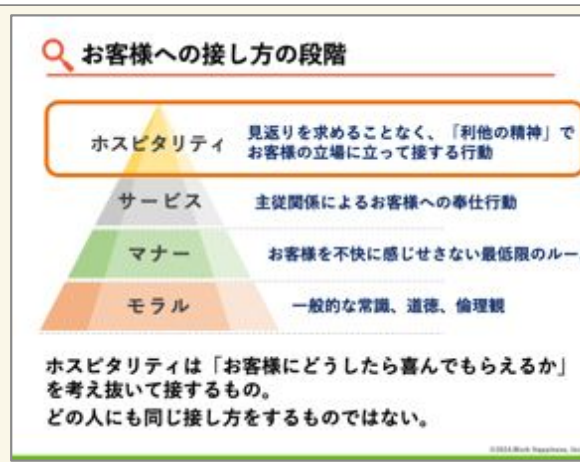 お客様への接し方の段階
ホスピタリティ
見返りを求めることなく、「利他の精神」で
お客様の立場に立って接する行動
サービス
主従関係によるお客様への奉仕行動
マナー
お客様を不快に感じせさない最低限のルー
モラル
一般的な常識、道徳、倫理観
ホスピタリティは「お客様にどうしたら喜んでもらえるか」
を考え抜いて接するもの。
どの人にも同じ接し方をするものではない。
©2024 Work Happiness, Inc